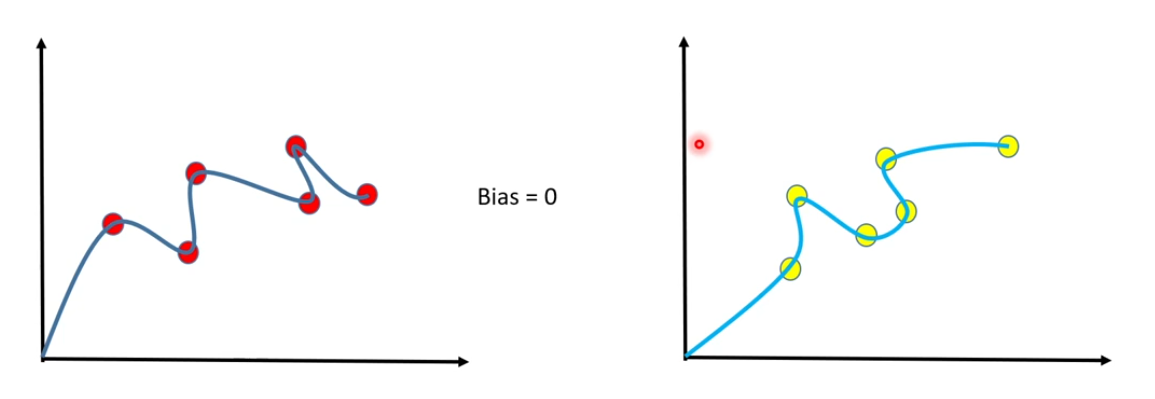 Bias = 0